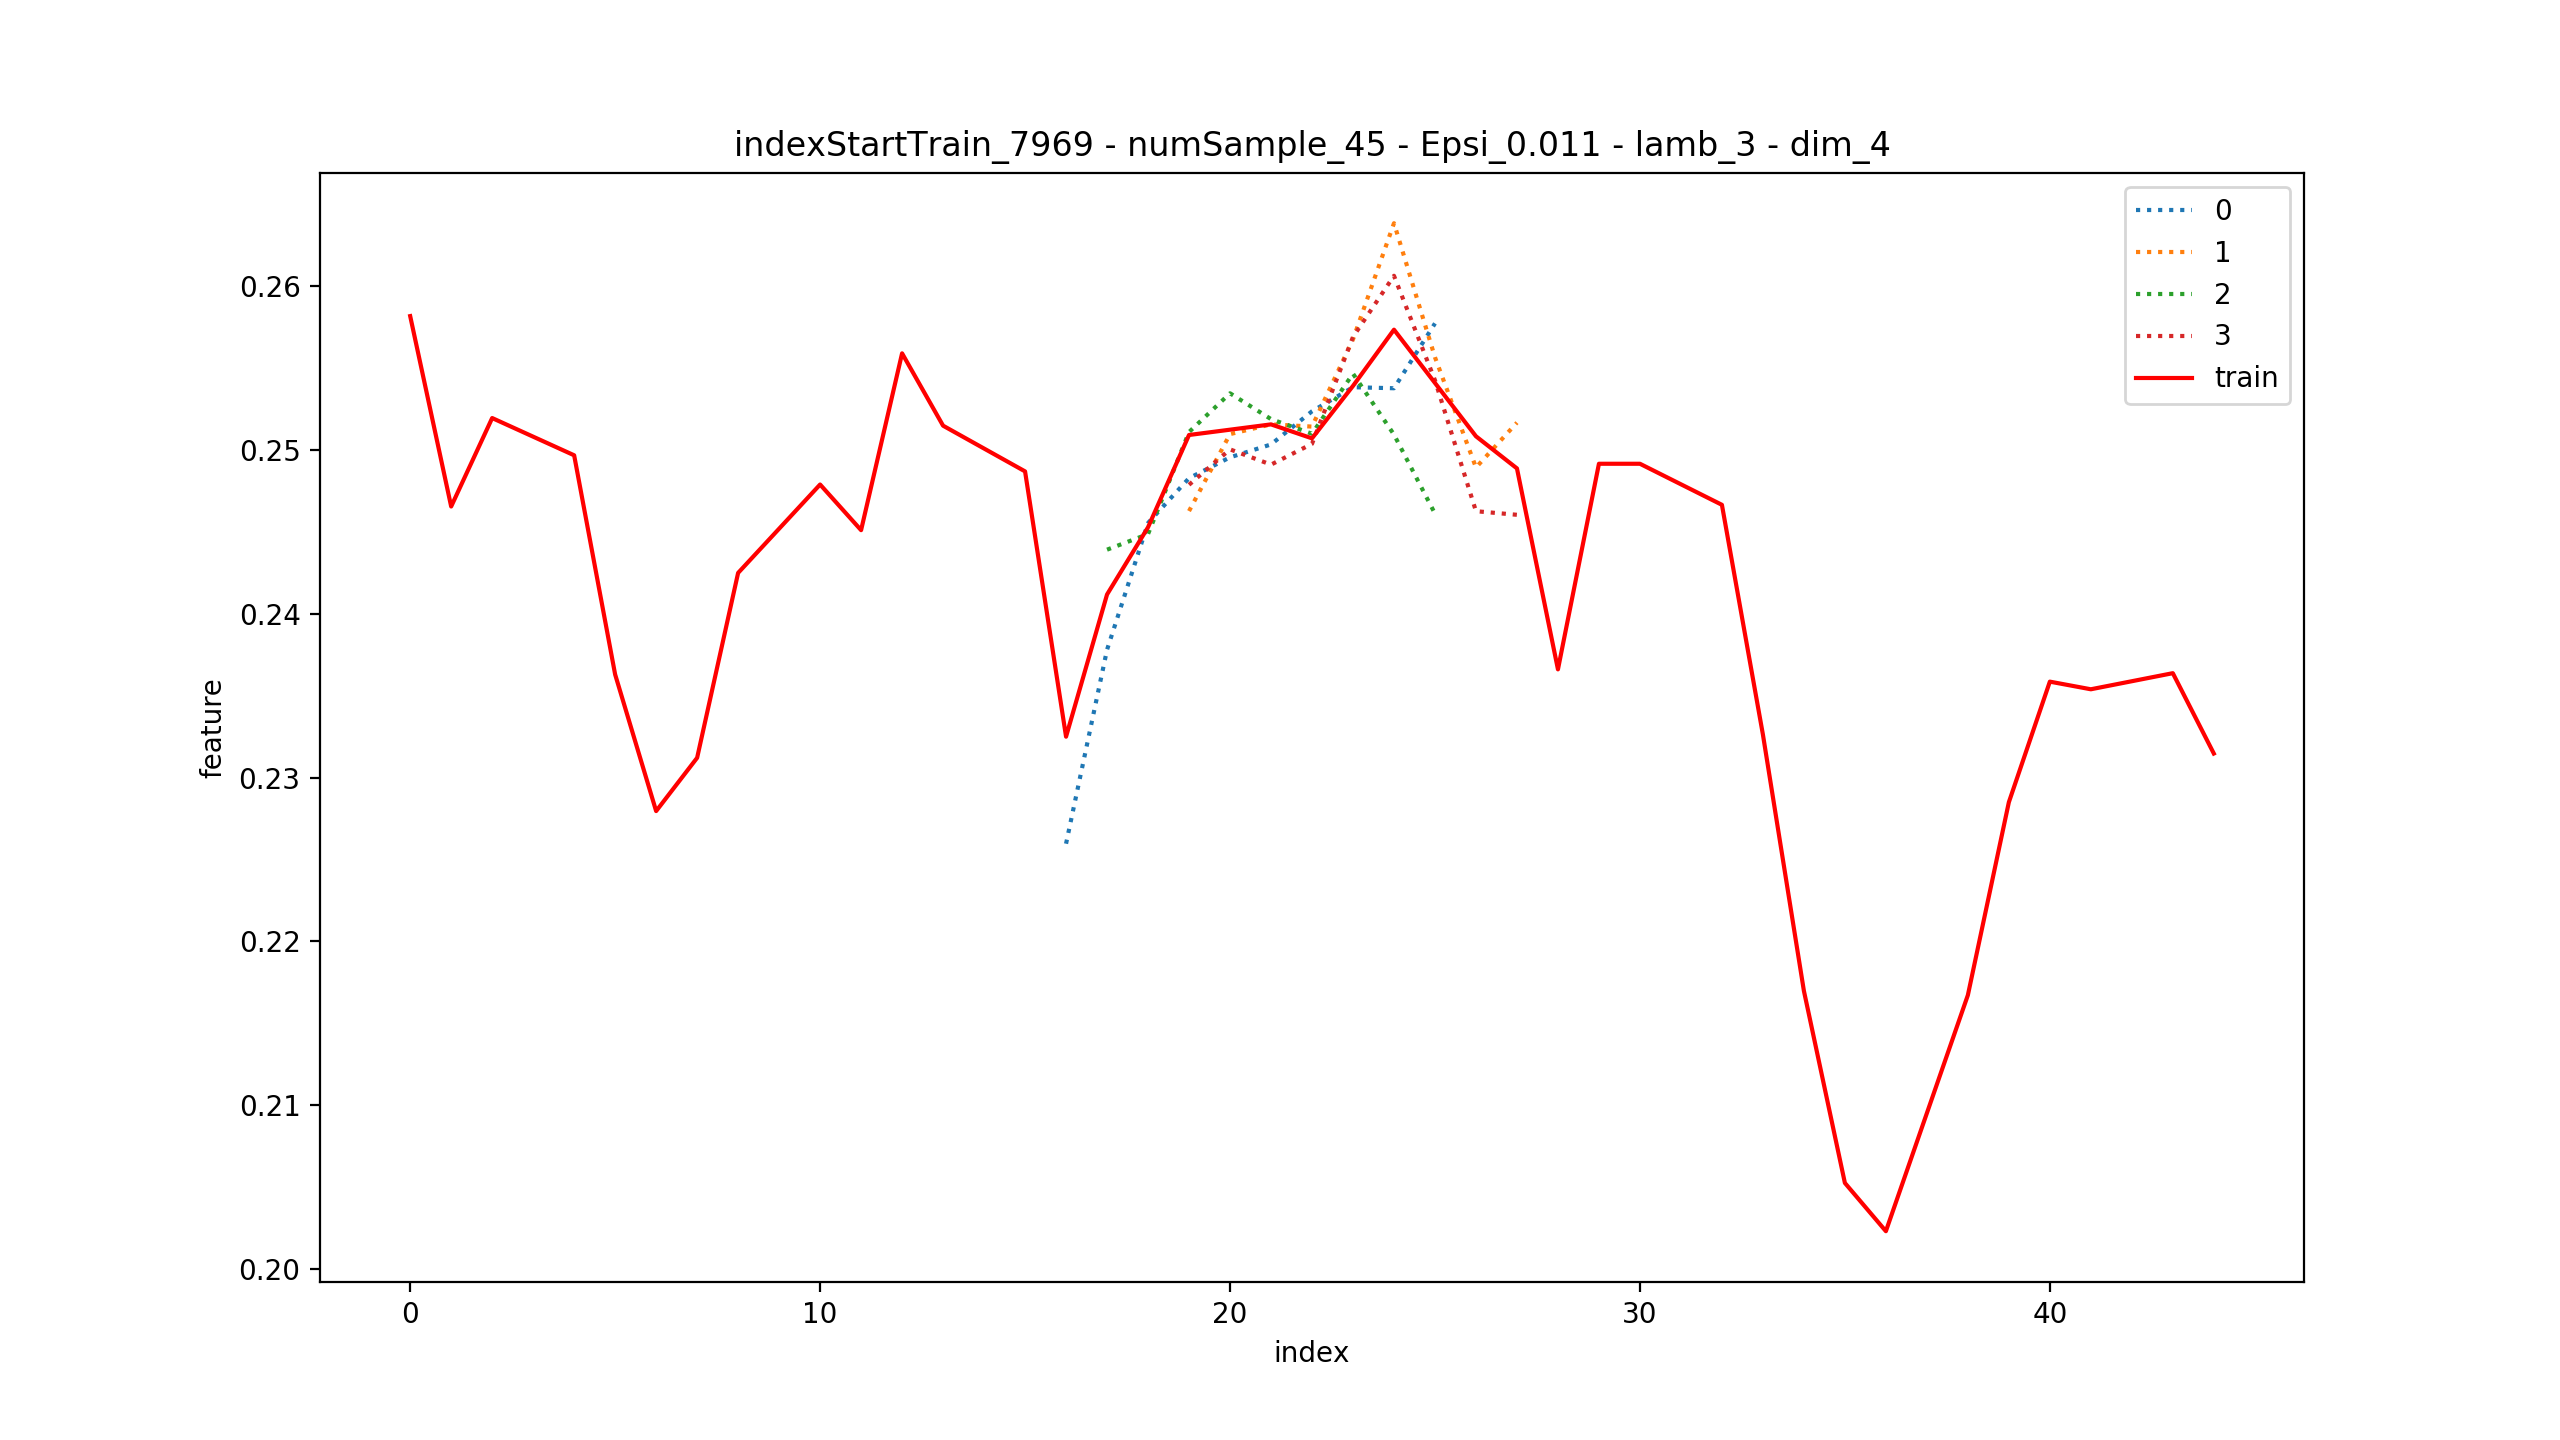 indexStartTrain_7969 - numSample_45 - Epsi_0.011 - lamb_3 - dim_4
0
1
2
3
train
0.26
0.25
0.24
0.23
0.22
0.21
0.20
feature
0 10 20 30 40
index